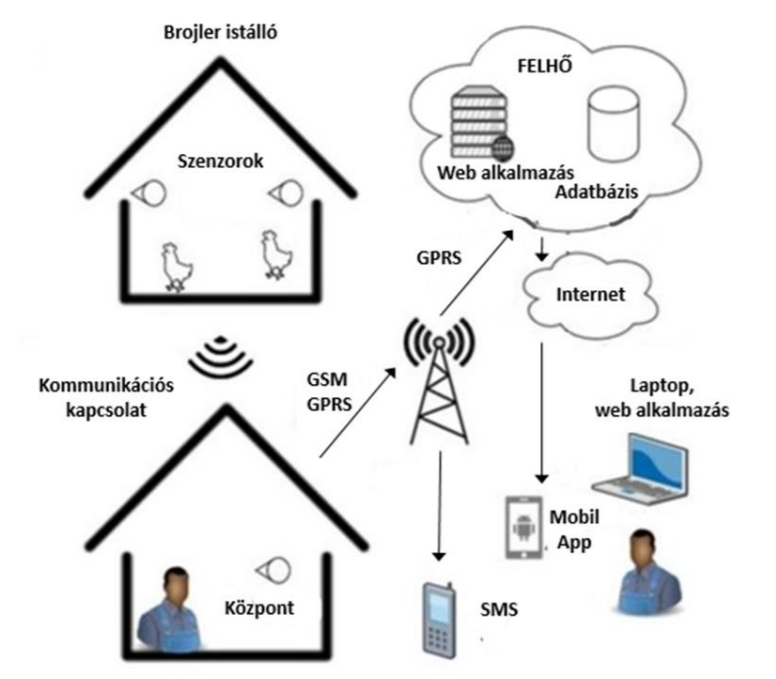 Brojler istálló
Szenzorok
FELHŐ
Web alkalmazás
Adatbázis
GPRS
Internet
Kommunikációs
kapcsolat
GSM
GPRS
Laptop,
web alkalmazás
Mobil
App
Központ
SMS